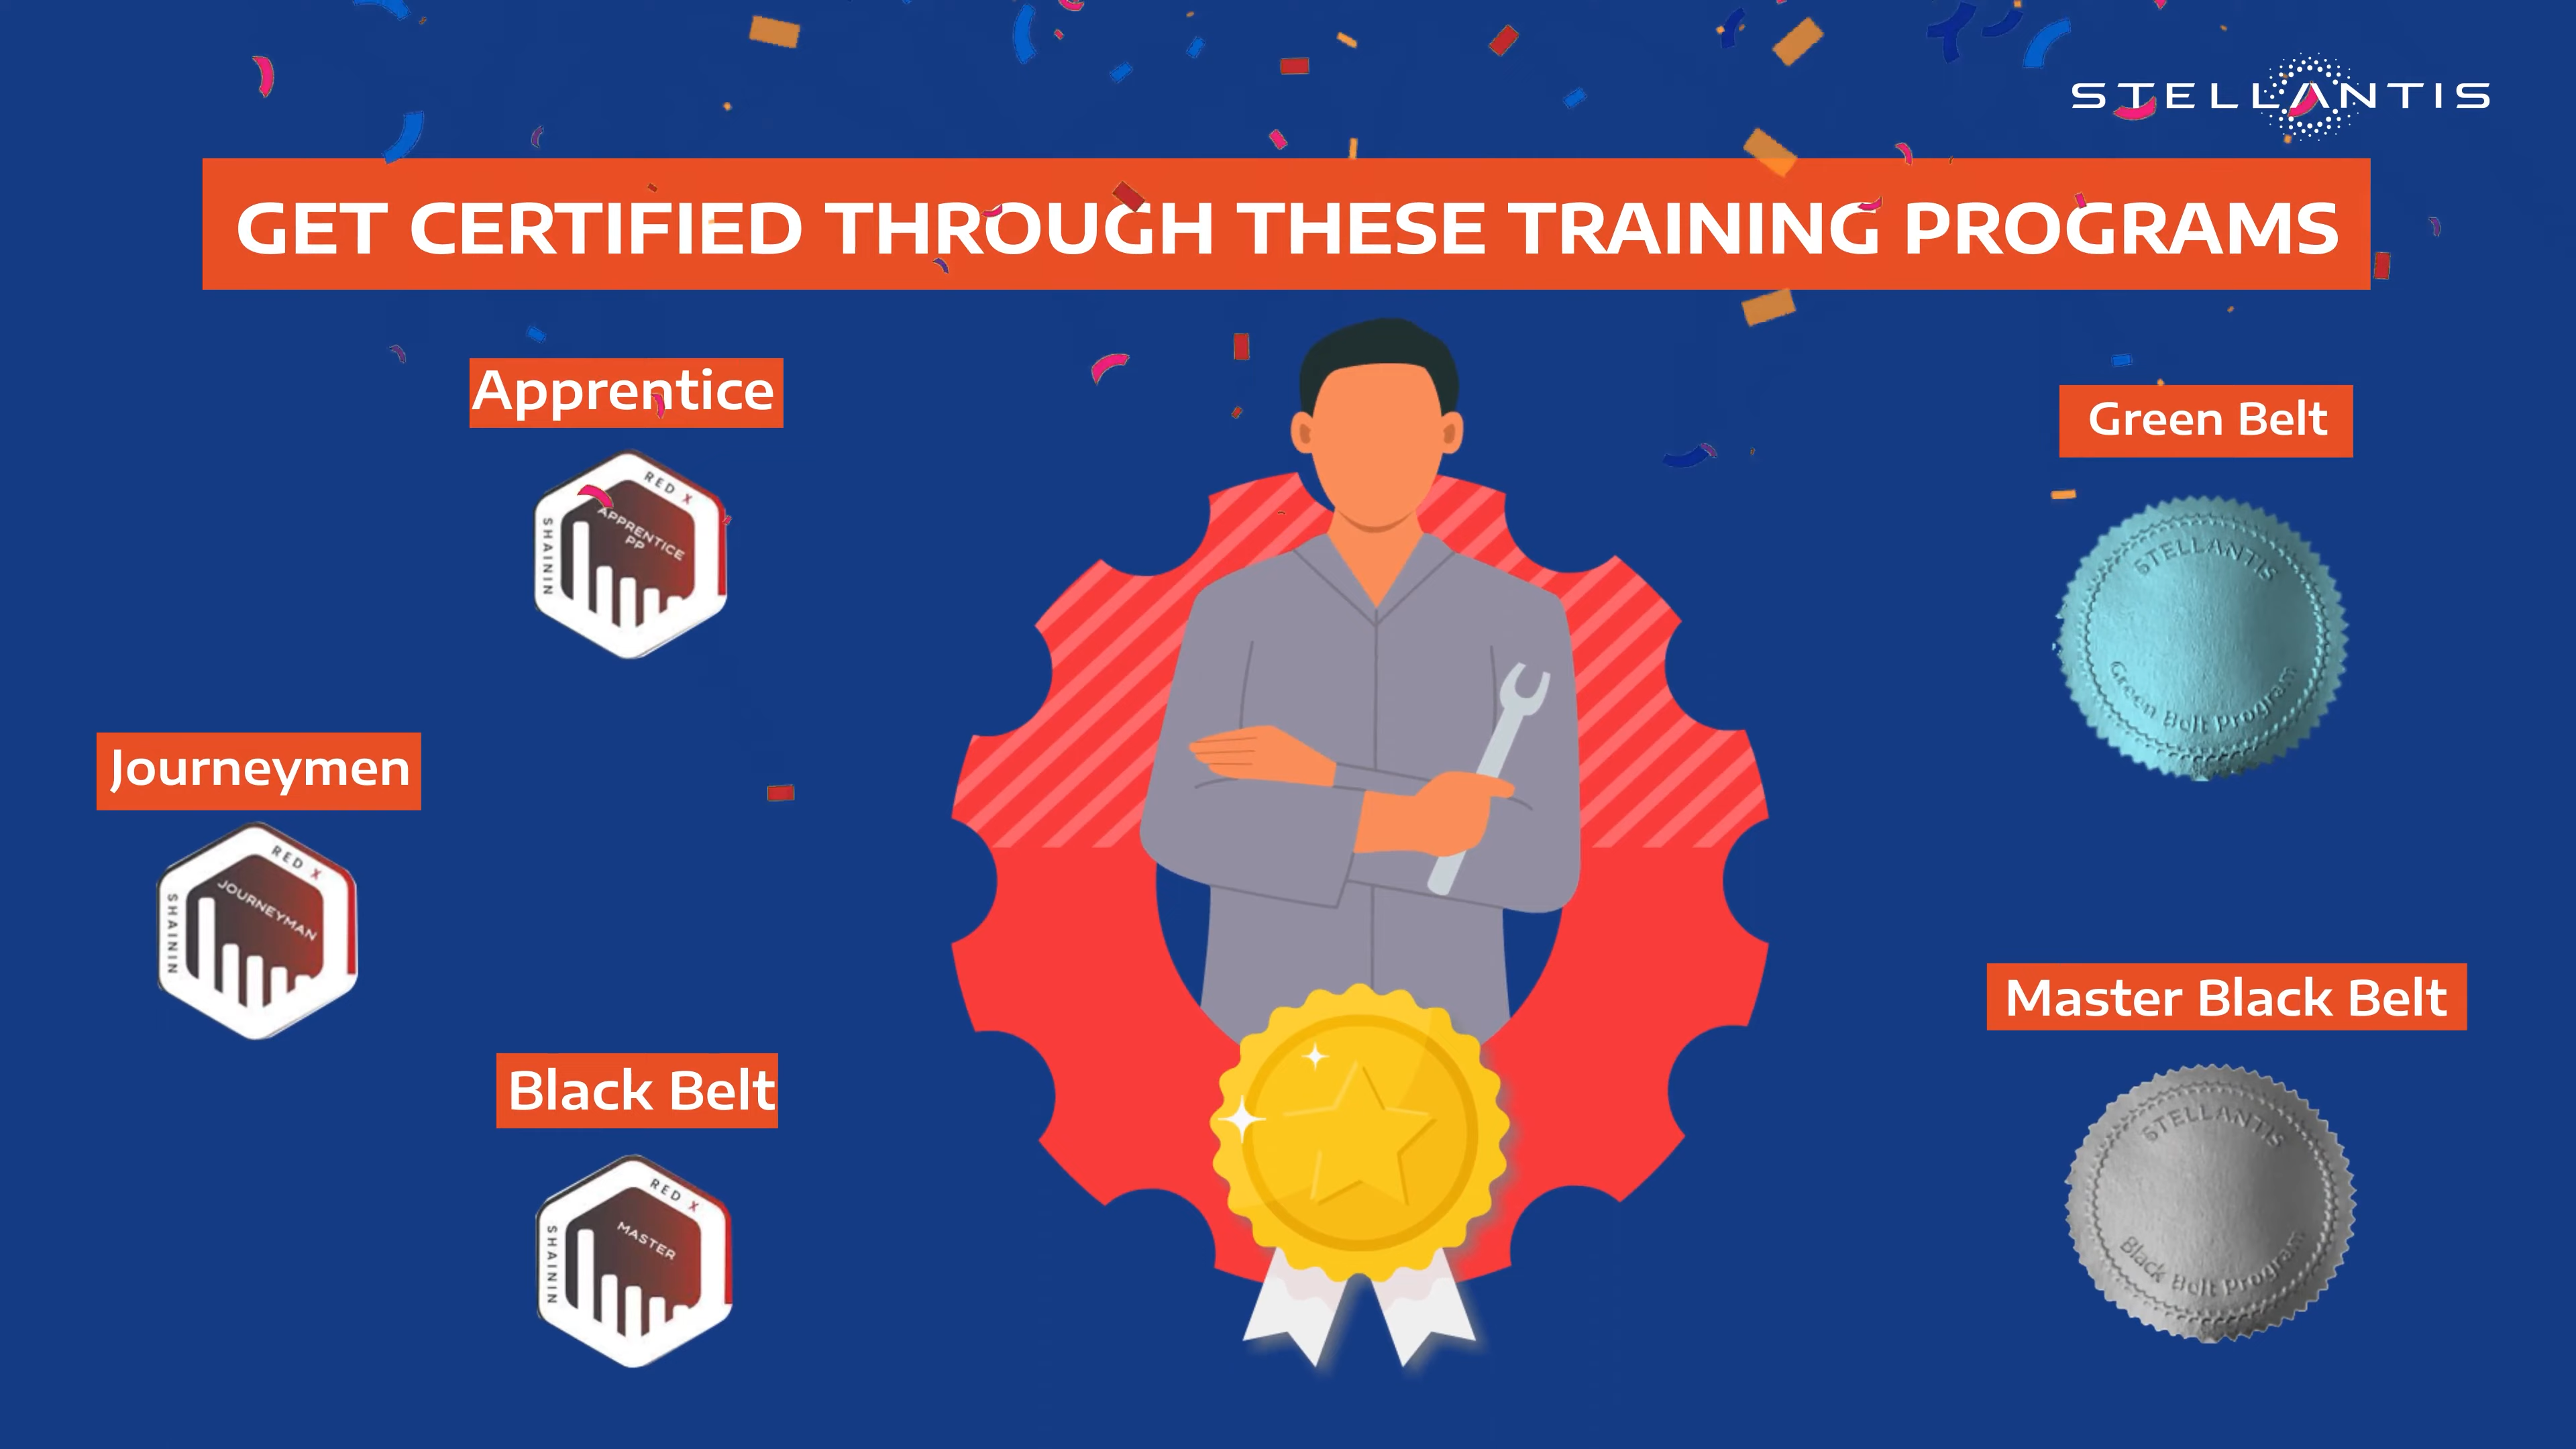 STELLANTIS
GET CERTIFIED THROUGH THESE TRAINING PROGRAMS
Apprentice
RED X
APPRENTICE
PP
SHAININ
Journeymen
RED X
JOURNEYMAN
SHAININ
Black Belt
RED X
MASTER
SHAININ
Green Belt
STELLANTIS
Green Belt Program
Master Black Belt
STELLANTIS
Black Belt Program